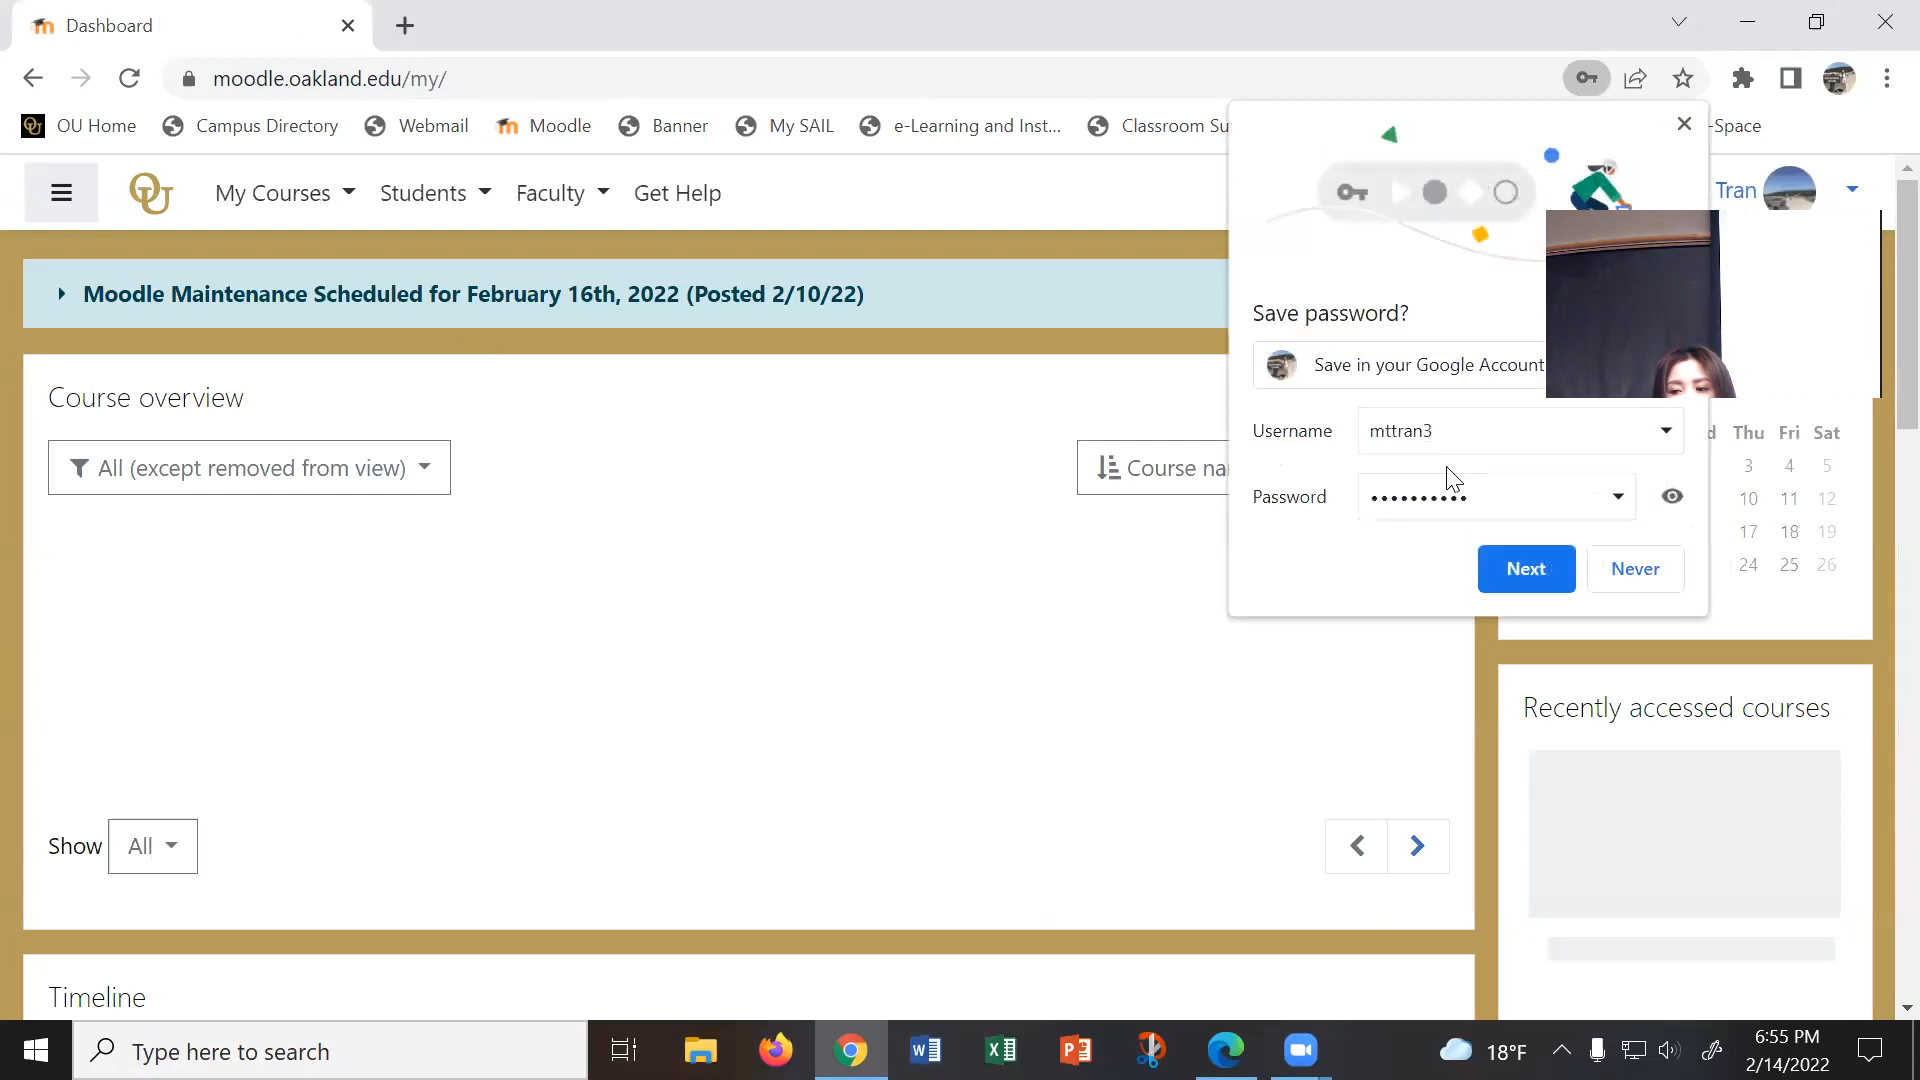 Dashboard
moodle.oakland.edu/my/
OU Home
Campus Directory
Webmail
Moodle
Banner
My SAIL
e-Learning and Inst...
Classroom Su
-Space
My Courses
Students
Faculty
Get Help
Tran
Moodle Maintenance Scheduled for February 16th, 2022 (Posted 2/10/22)
Save password?
Save in your Google Account
Username
mttran3
Password
••••••••••
Next
Never
Course overview
All (except removed from view)
Course na
d Thu Fri Sat
3 4 5
10 11 12
17 18 19
24 25 26
Recently accessed courses
Show All
Timeline
Type here to search
18°F
6:55 PM
2/14/2022